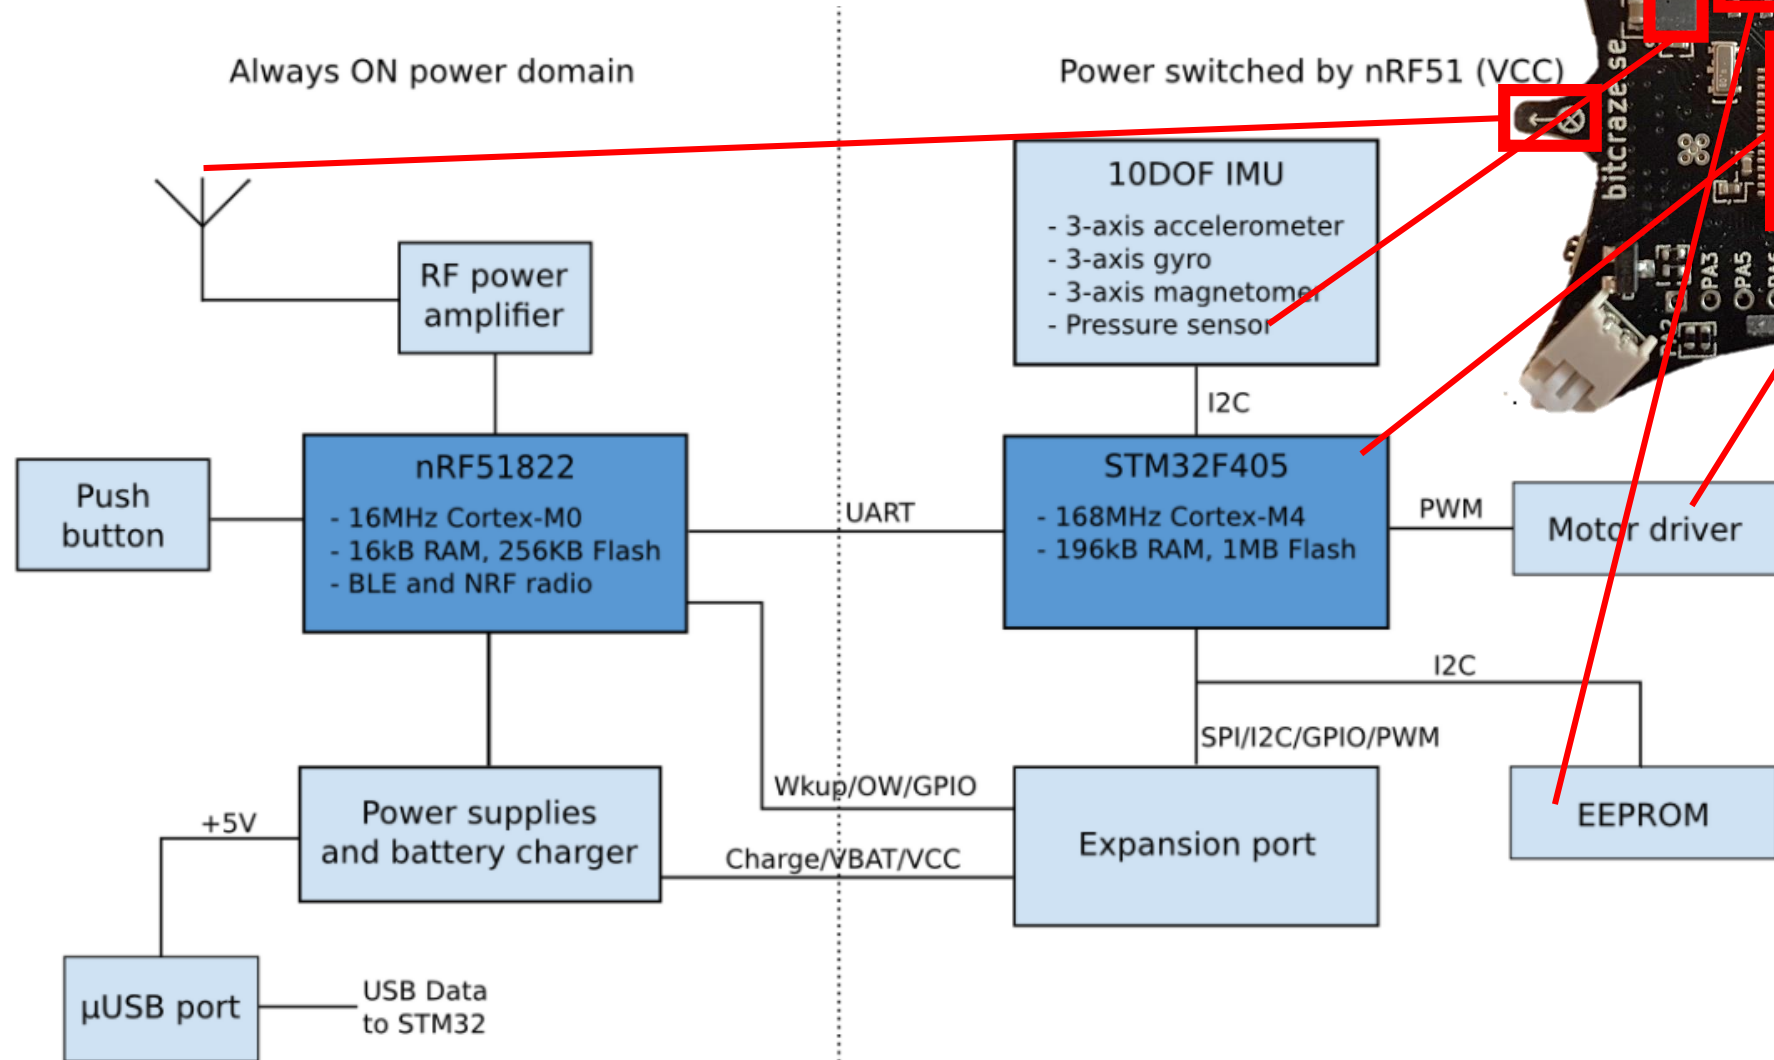 Always ON power domain
Power switched by nRF51 (VCC)
bitcraze.se
10DOF IMU
- 3-axis accelerometer
- 3-axis gyro
- 3-axis magnetomer
- Pressure sensor
RF power
amplifier
I2C
PA3
PA5
Push
button
nRF51822
- 16MHz Cortex-M0
- 16kB RAM, 256KB Flash
- BLE and NRF radio
UART
STM32F405
- 168MHz Cortex-M4
- 196kB RAM, 1MB Flash
PWM
Motor driver
I2C
SPI/I2C/GPIO/PWM
Wkup/OW/GPIO
+5V
Power supplies
and battery charger
Charge/VBAT/VCC
Expansion port
EEPROM
µUSB port
USB Data
to STM32